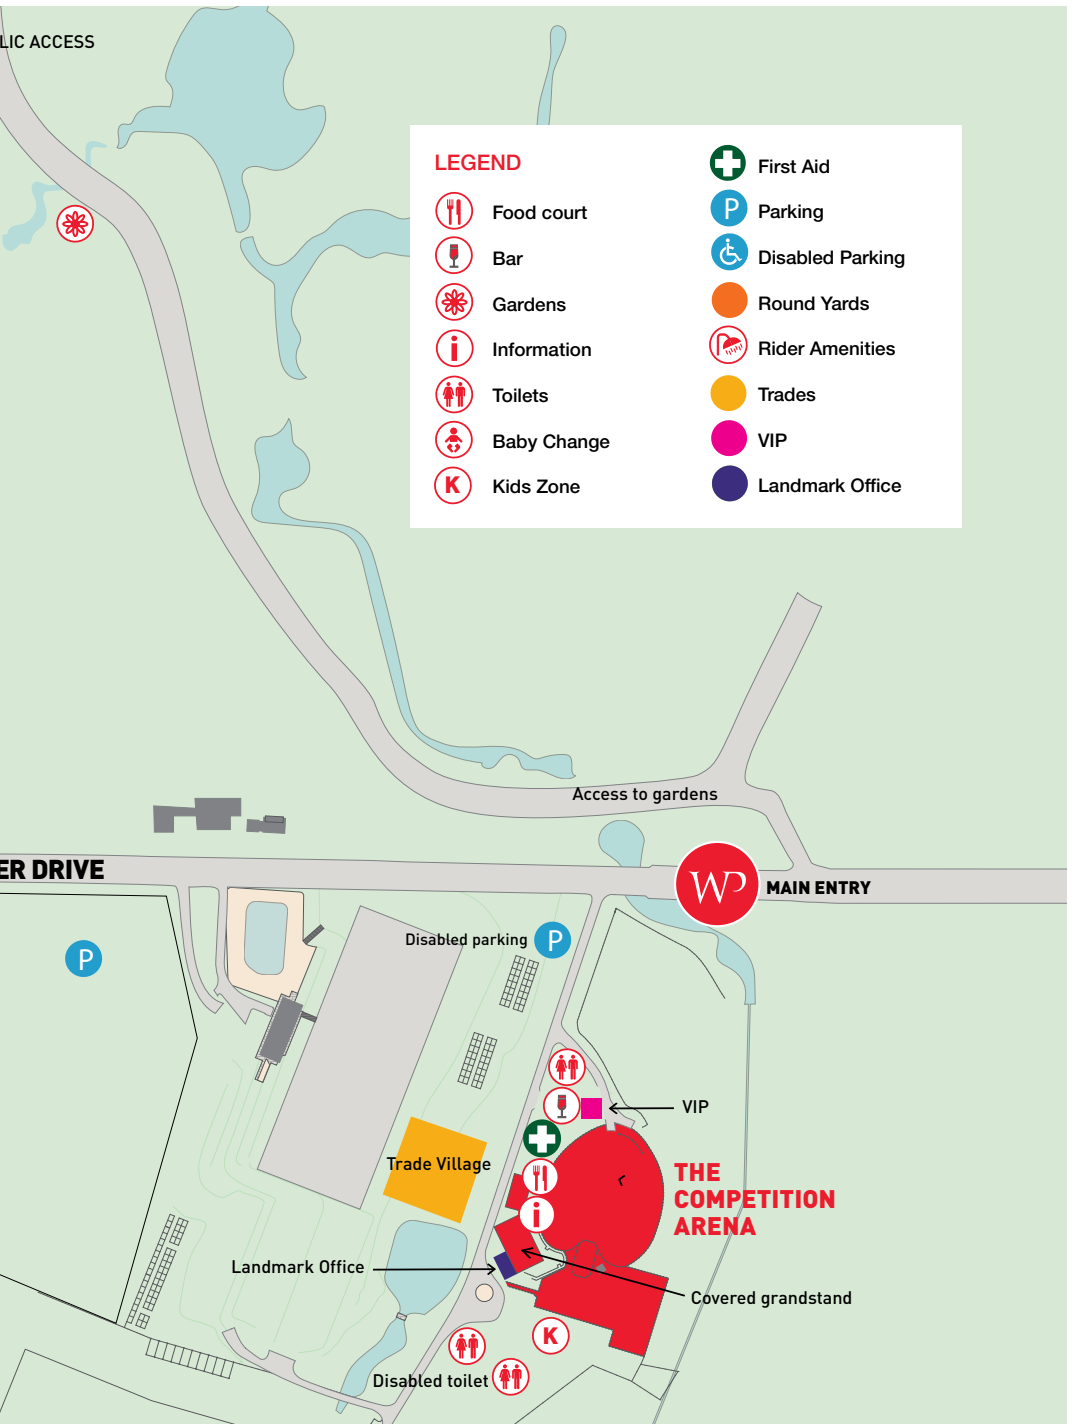 LIC ACCESS
LEGEND
Food court
Bar
Gardens
Information
Toilets
Baby Change
K
Kids Zone
First Aid
P
Parking
Disabled Parking
Round Yards
Rider Amenities
Trades
VIP
Landmark Office
Access to gardens
ER DRIVE
WP
MAIN ENTRY
P
Disabled parking
P
VIP
Trade Village
THE
COMPETITION
ARENA
Landmark Office
Covered grandstand
K
Disabled toilet